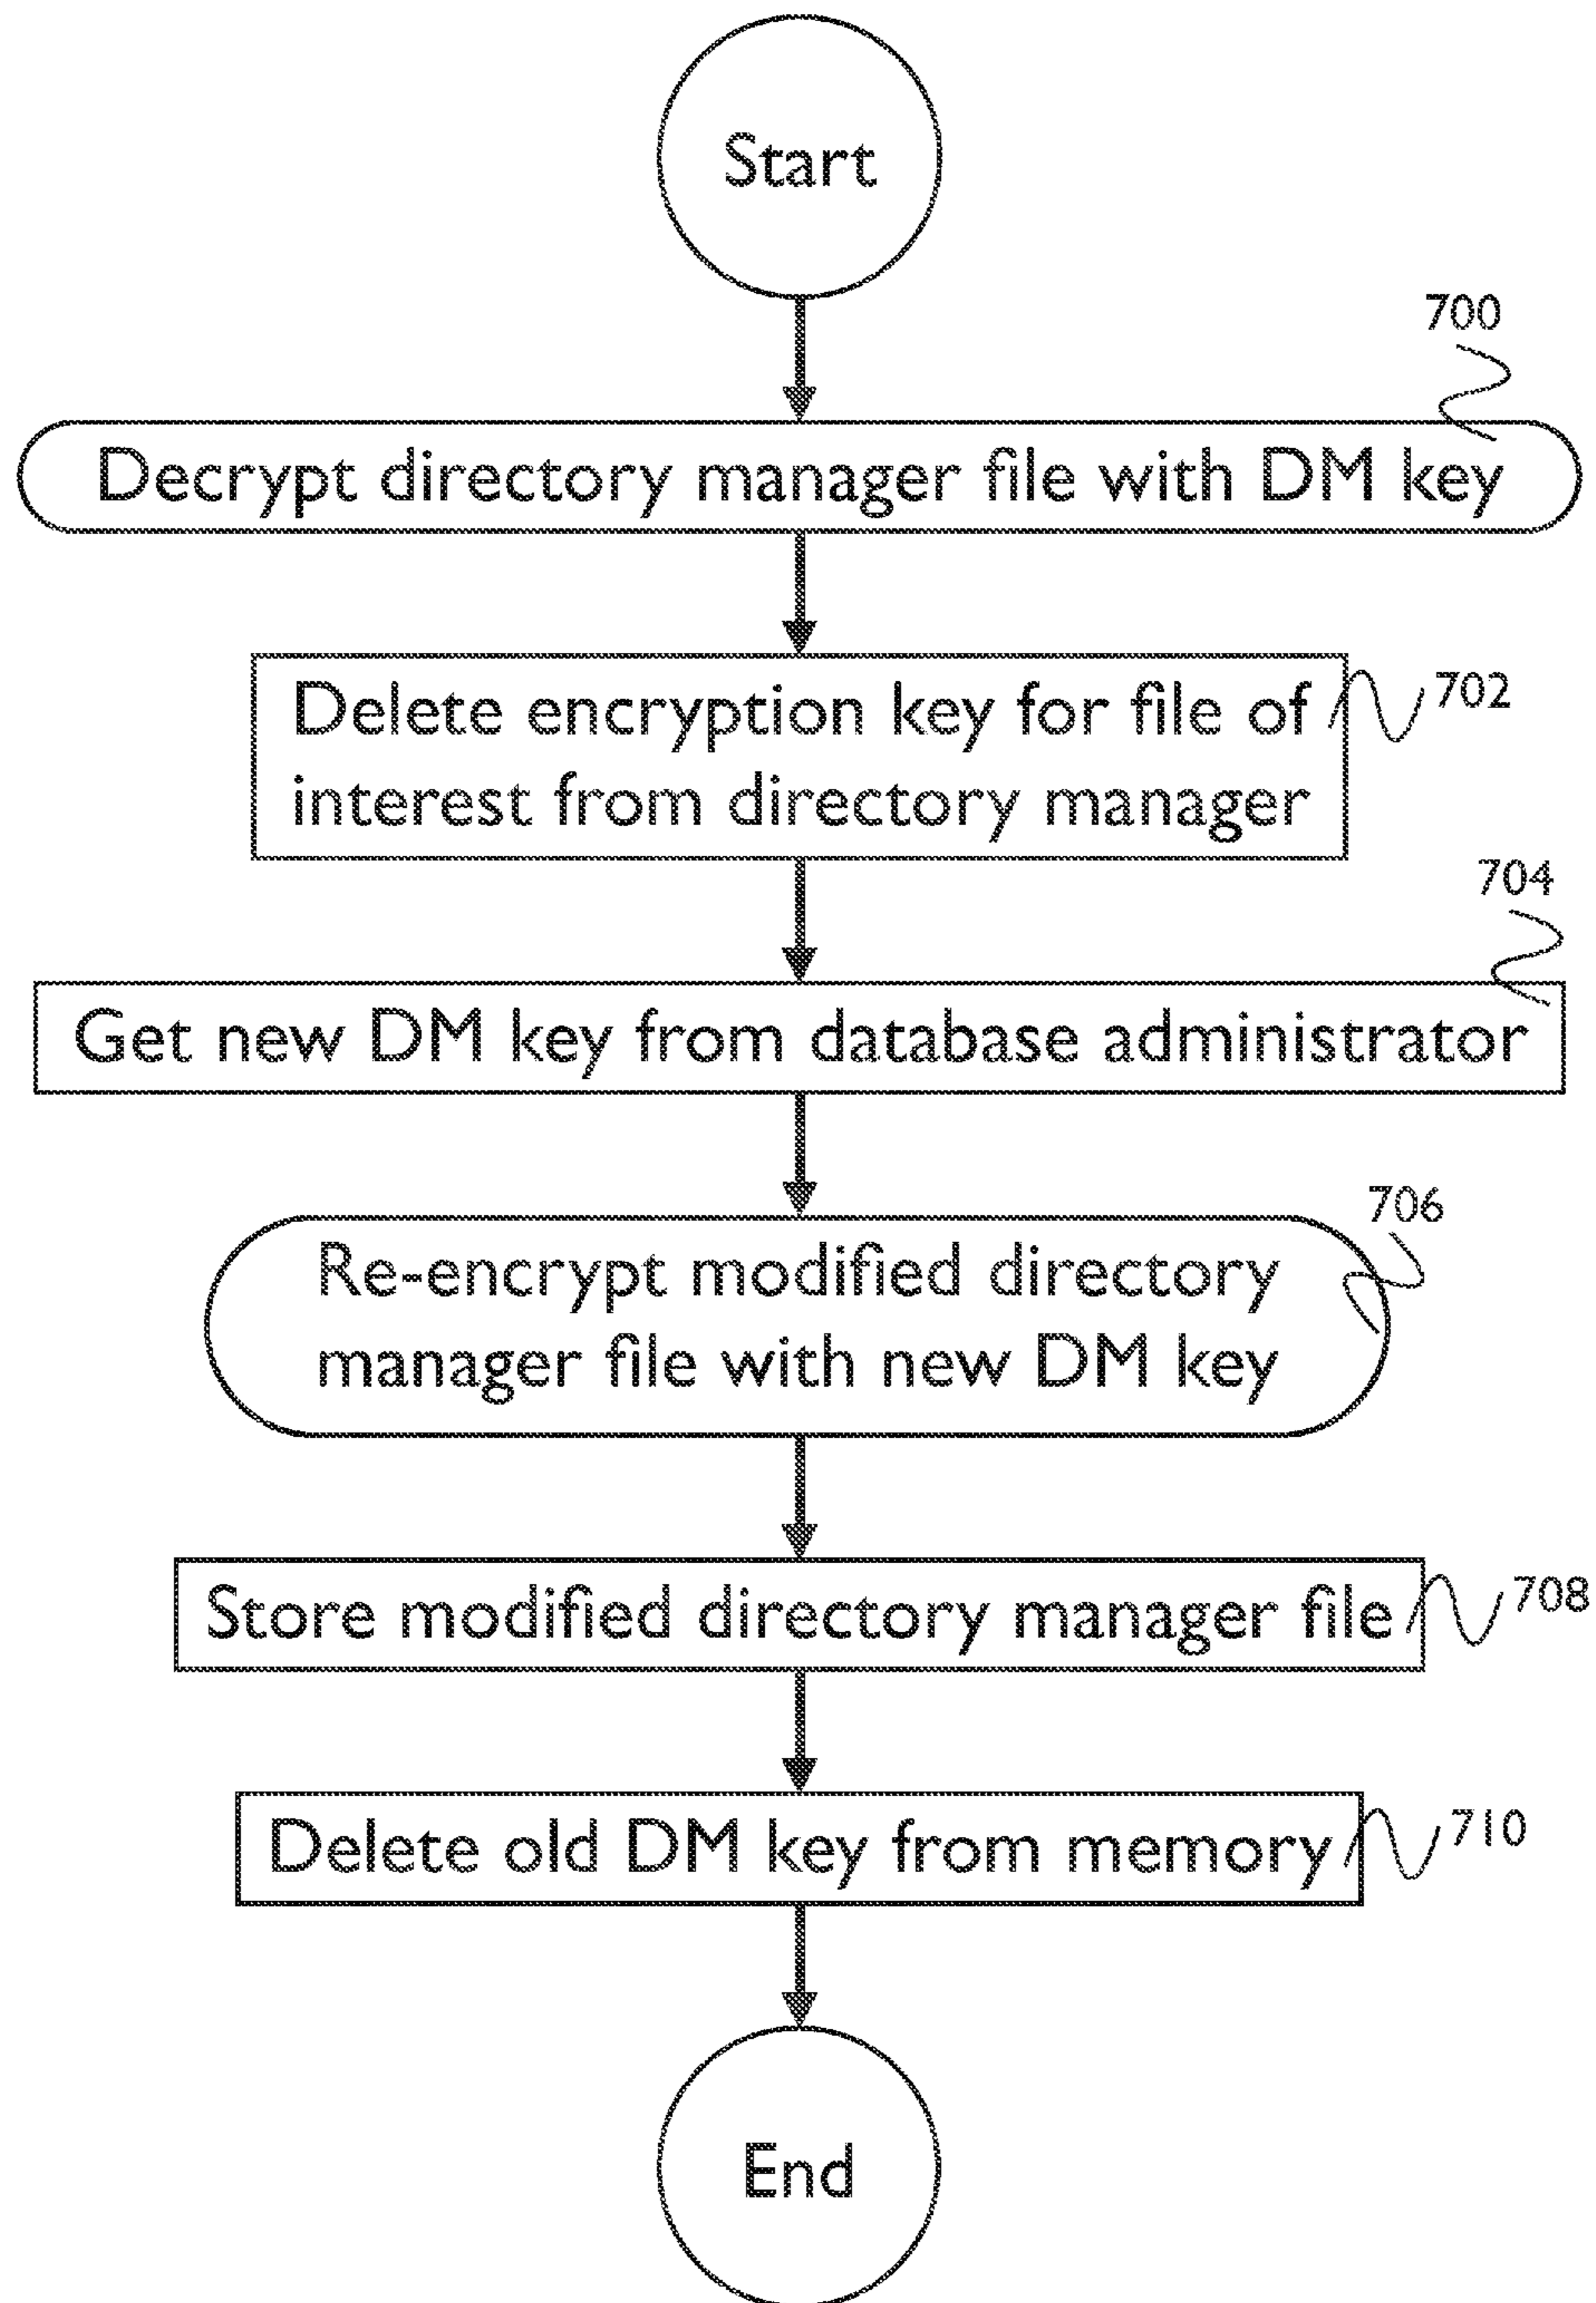 Start
700
Decrypt directory manager file with DM key
Delete encryption key for file of
702
interest from directory manager
704
Get new DM key from database administrator
706
Re-encrypt modified directory
manager file with new DM key
Store modified directory manager file
708
Delete old DM key from memory
710
End